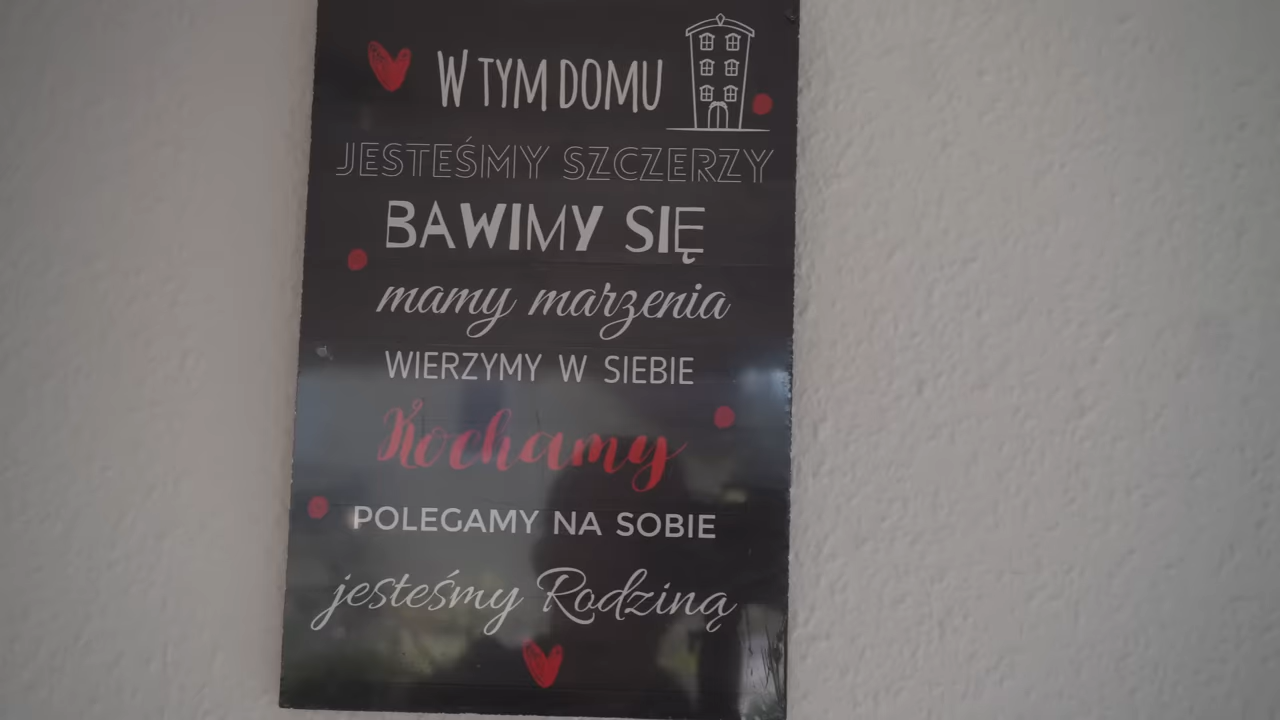 W TYM DOMU
JESTEŚMY SZCZERZY
BAWIMY SIĘ
mamy marzenia
WIERZYMY W SIEBIE
Kochamy
POLEGAMY NA SOBIE
jesteśmy Rodziną